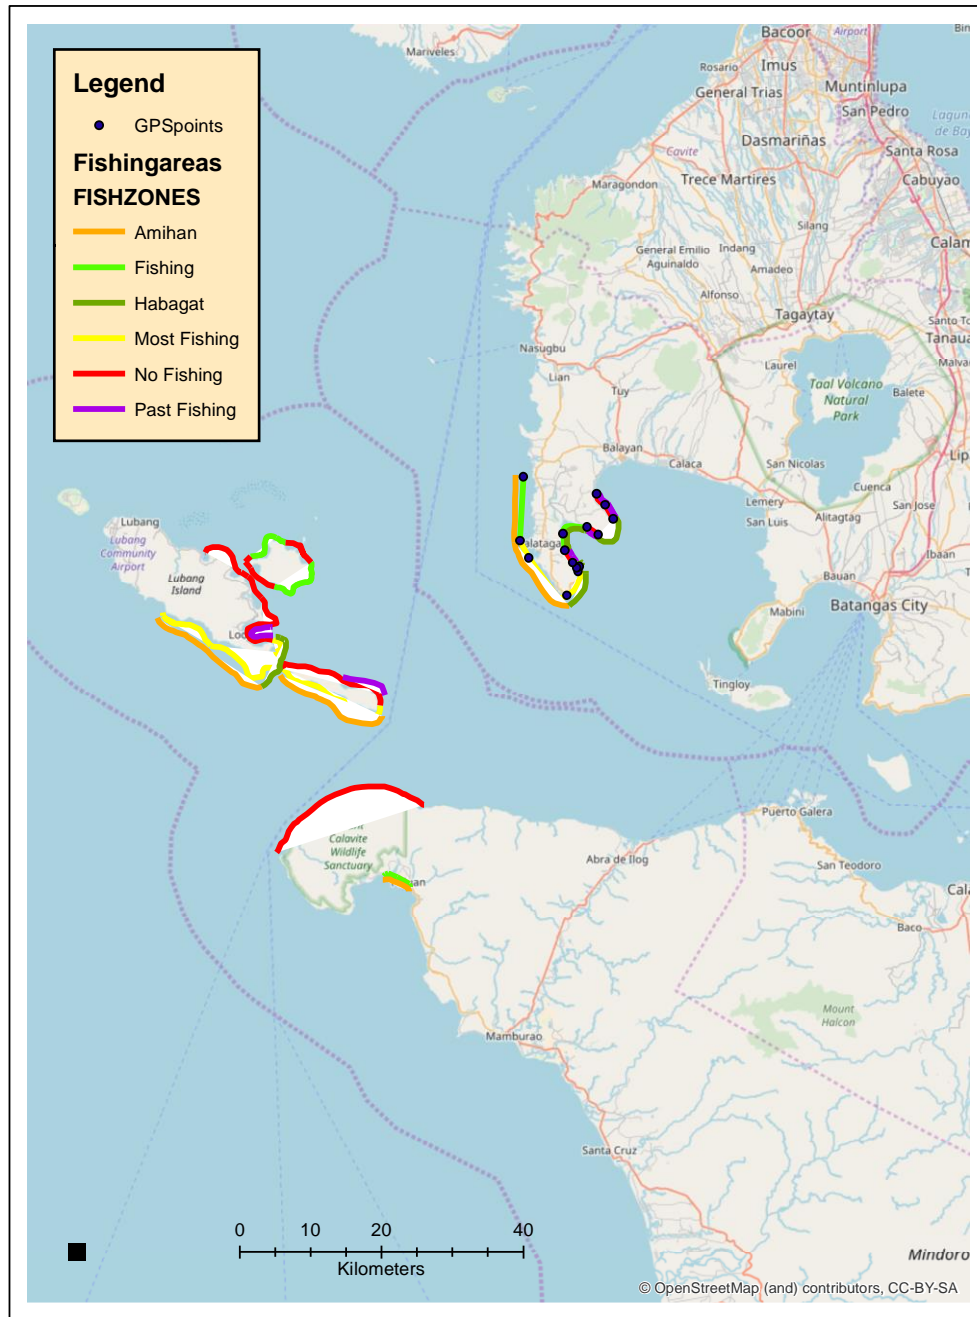 Legend
GPSpoints
Fishingareas
FISHZONES
Amihan
Fishing
Habagat
Most Fishing
No Fishing
Past Fishing
Mariveles
Bacoor
Airport
Imus
Rosario
General Trias
Muntinlupa
San Pedro
Dasmariñas
Cavite
Santa Rosa
Trece Martires
Cabuyao
Maragondon
Silang
General Emilio
Aguinaldo
Indang
Amadeo
Alfonso
Tagaytay
Nasugbu
Lian
Tuy
Laurel
Taal Volcano
Natural
Park
Balete
Balayan
Calaca
San Nicolas
Cuenca
Lemery
San Luis
Alitagtag
San Jose
Ibaan
Bauan
Mabini
Batangas City
Tingloy
Lubang
Lubang
Community
Airport
Lubang
Island
Puerto Galera
Calavite
Wildlife
Sanctuary
Abra de Ilog
San Teodoro
Baco
Mount
Halcon
Mamburao
Santa Cruz
Mindoro
0 10 20 40
Kilometers
© OpenStreetMap (and) contributors, CC-BY-SA